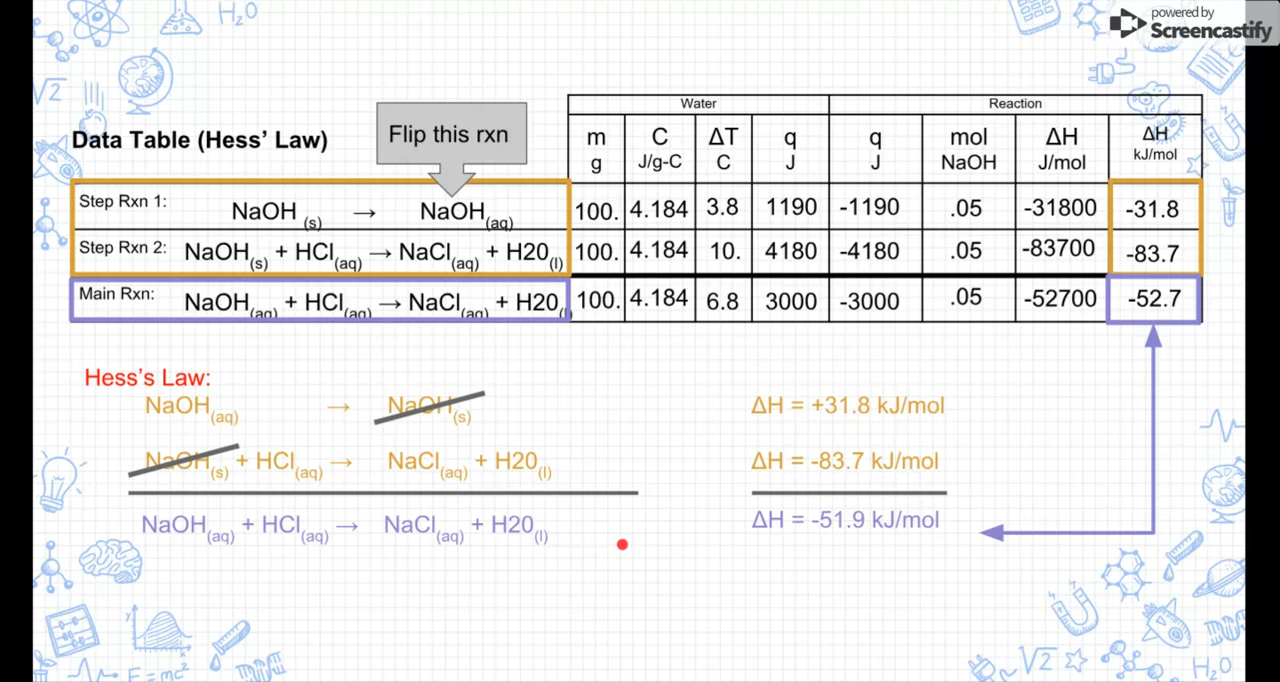 powered by
Screencastify
H₂O
√2
Water Reaction
Flip this rxn
Data Table (Hess' Law)
m C ΔT q q mol ΔH ΔH
g J/g-C C J J NaOH J/mol kJ/mol
Step Rxn 1: NaOH (s) → NaOH(aq) 100. 4.184 3.8 1190 -1190 .05 -31800 -31.8
Step Rxn 2: NaOH(s) + HCl(aq) → NaCl(aq) + H20(l) 100. 4.184 10. 4180 -4180 .05 -83700 -83.7
Main Rxn: NaOH(aq) + HCl(aq) → NaCl(aq) + H20(l 100. 4.184 6.8 3000 -3000 .05 -52700 -52.7
Hess's Law:
NaOH(aq) → NaOH(s) ΔH = +31.8 kJ/mol
NaOH(s) + HCl(aq) → NaCl(aq) + H20(l) ΔH = -83.7 kJ/mol
NaOH(aq) + HCl(aq) → NaCl(aq) + H20(l) ΔH = -51.9 kJ/mol
y
x
E=mc²
√2
H₂O